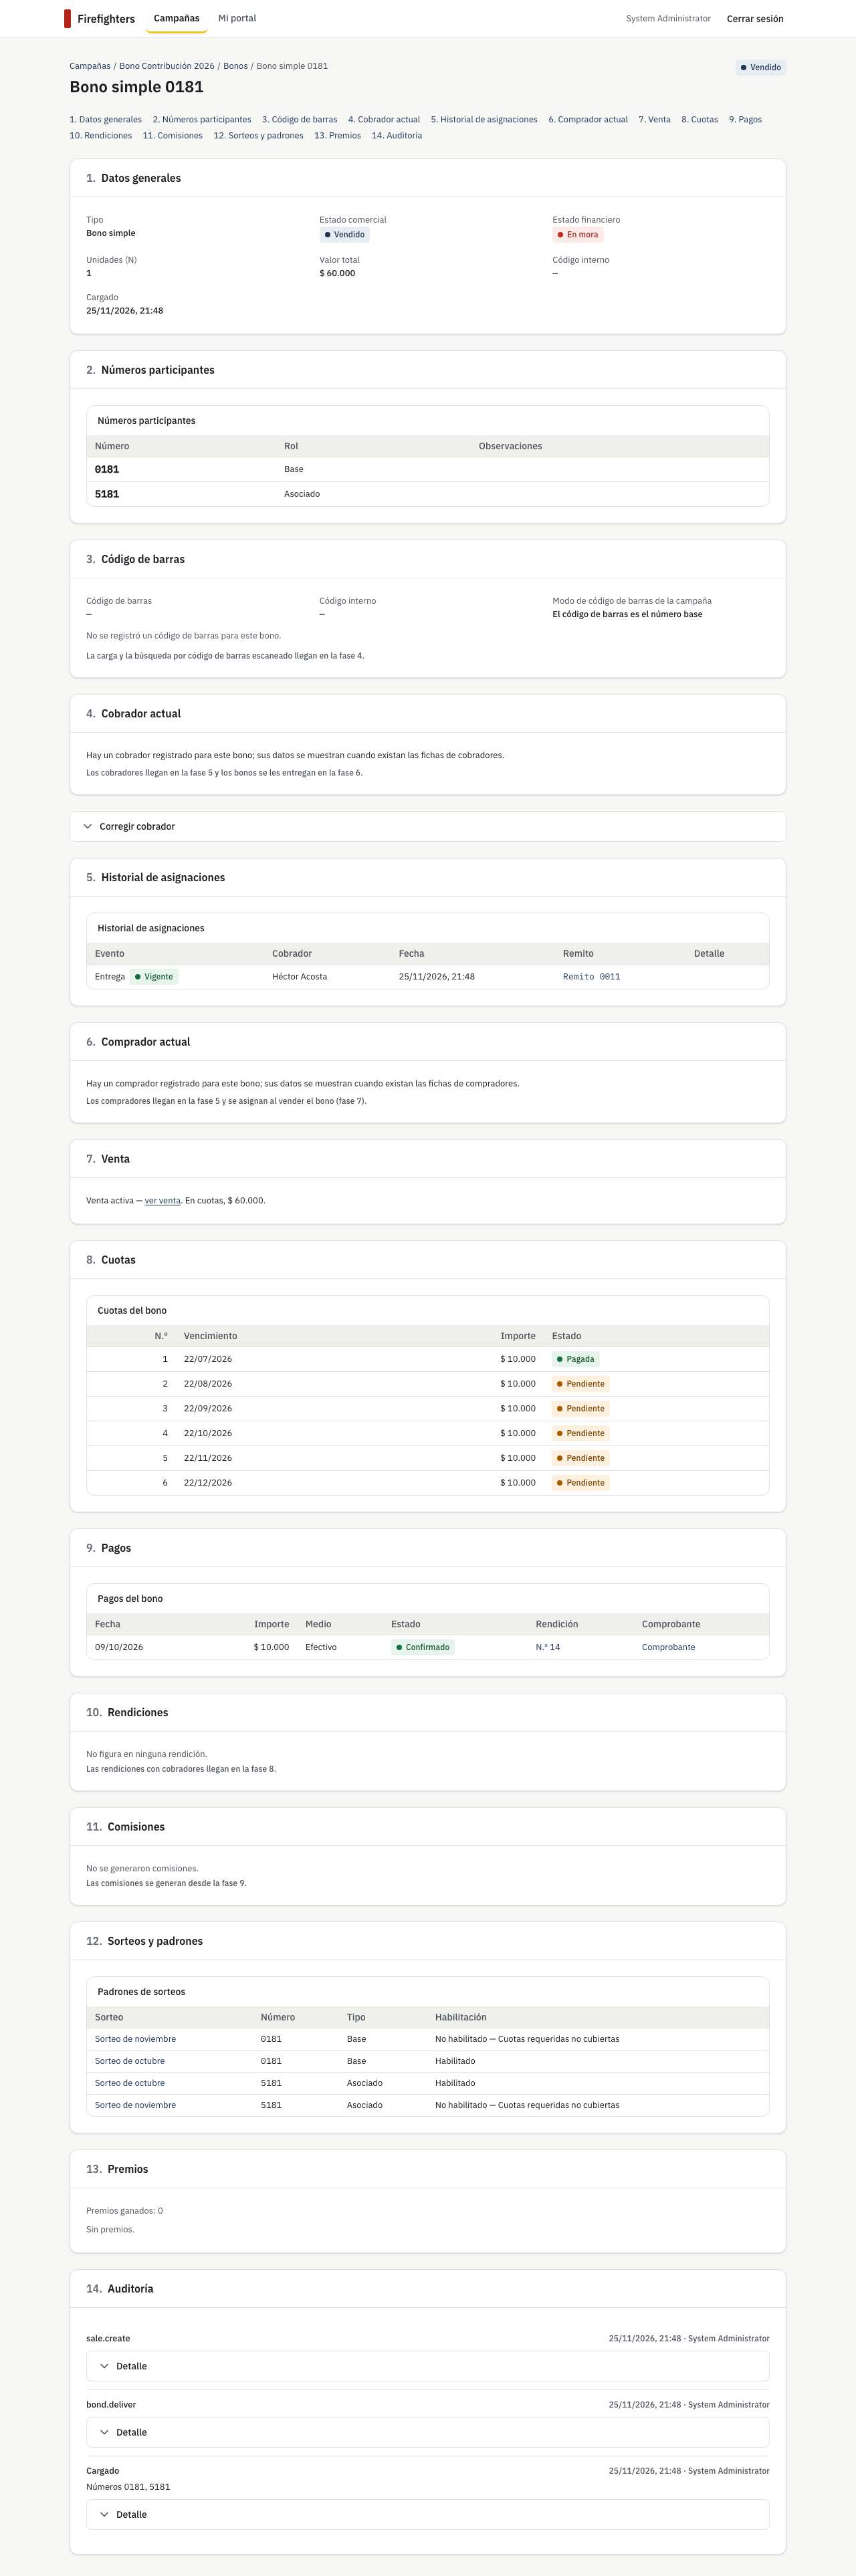 Firefighters Campañas Mi portal System Administrator Cerrar sesión
Campañas / Bono Contribución 2026 / Bonos / Bono simple 0181
Vendido
Bono simple 0181
1. Datos generales 2. Números participantes 3. Código de barras 4. Cobrador actual 5. Historial de asignaciones 6. Comprador actual 7. Venta 8. Cuotas 9. Pagos
10. Rendiciones 11. Comisiones 12. Sorteos y padrones 13. Premios 14. Auditoría
1. Datos generales
Tipo Estado comercial Estado financiero
Bono simple Vendido En mora
Unidades (N) Valor total Código interno
1 $ 60.000 —
Cargado
25/11/2026, 21:48
2. Números participantes
Números participantes
Número Rol Observaciones
0181 Base
5181 Asociado
3. Código de barras
Código de barras Código interno Modo de código de barras de la campaña
— — El código de barras es el número base
No se registró un código de barras para este bono.
La carga y la búsqueda por código de barras escaneado llegan en la fase 4.
4. Cobrador actual
Hay un cobrador registrado para este bono; sus datos se muestran cuando existan las fichas de cobradores.
Los cobradores llegan en la fase 5 y los bonos se les entregan en la fase 6.
Corregir cobrador
5. Historial de asignaciones
Historial de asignaciones
Evento Cobrador Fecha Remito Detalle
Entrega Vigente Héctor Acosta 25/11/2026, 21:48 Remito 0011
6. Comprador actual
Hay un comprador registrado para este bono; sus datos se muestran cuando existan las fichas de compradores.
Los compradores llegan en la fase 5 y se asignan al vender el bono (fase 7).
7. Venta
Venta activa — ver venta. En cuotas, $ 60.000.
8. Cuotas
Cuotas del bono
N.º Vencimiento Importe Estado
1 22/07/2026 $ 10.000 Pagada
2 22/08/2026 $ 10.000 Pendiente
3 22/09/2026 $ 10.000 Pendiente
4 22/10/2026 $ 10.000 Pendiente
5 22/11/2026 $ 10.000 Pendiente
6 22/12/2026 $ 10.000 Pendiente
9. Pagos
Pagos del bono
Fecha Importe Medio Estado Rendición Comprobante
09/10/2026 $ 10.000 Efectivo Confirmado N.º 14 Comprobante
10. Rendiciones
No figura en ninguna rendición.
Las rendiciones con cobradores llegan en la fase 8.
11. Comisiones
No se generaron comisiones.
Las comisiones se generan desde la fase 9.
12. Sorteos y padrones
Padrones de sorteos
Sorteo Número Tipo Habilitación
Sorteo de noviembre 0181 Base No habilitado — Cuotas requeridas no cubiertas
Sorteo de octubre 0181 Base Habilitado
Sorteo de octubre 5181 Asociado Habilitado
Sorteo de noviembre 5181 Asociado No habilitado — Cuotas requeridas no cubiertas
13. Premios
Premios ganados: 0
Sin premios.
14. Auditoría
sale.create 25/11/2026, 21:48 · System Administrator
Detalle
bond.deliver 25/11/2026, 21:48 · System Administrator
Detalle
Cargado 25/11/2026, 21:48 · System Administrator
Números 0181, 5181
Detalle